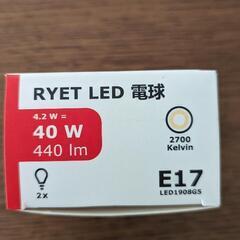 RYET LED 電球
4.2 W =
40 W
440 lm
2700
Kelvin
2x
E17
LED1908G5